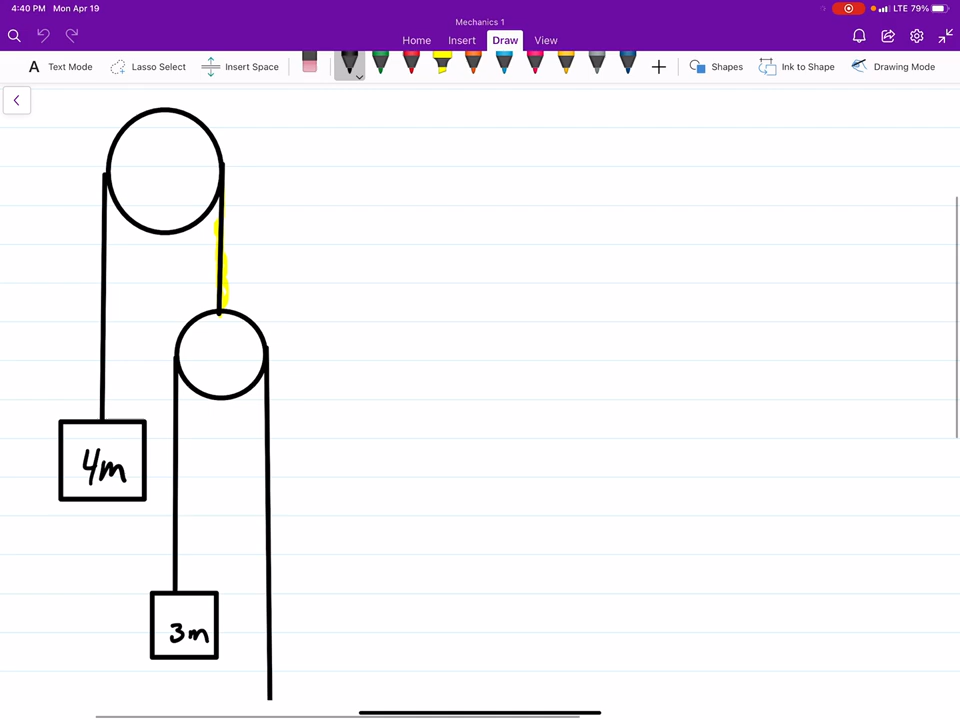 4:40 PM Mon Apr 19
LTE 79%
Mechanics 1
Home Insert Draw View
A Text Mode Lasso Select Insert Space Shapes Ink to Shape Drawing Mode
4m
3m